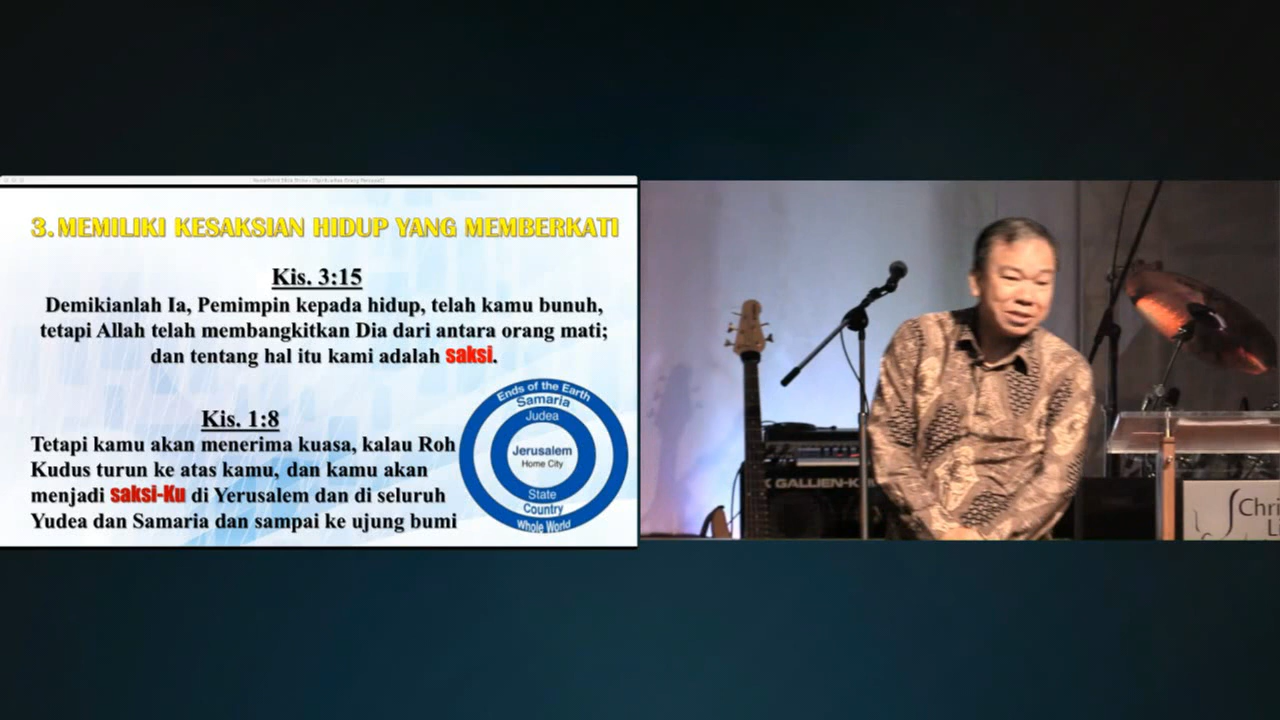 3. MEMILIKI KESAKSIAN HIDUP YANG MEMBERKATI
Kis. 3:15
Demikianlah Ia, Pemimpin kepada hidup, telah kamu bunuh,
tetapi Allah telah membangkitkan Dia dari antara orang mati;
dan tentang hal itu kami adalah saksi.
Kis. 1:8
Tetapi kamu akan menerima kuasa, kalau Roh
Kudus turun ke atas kamu, dan kamu akan
menjadi saksi-Ku di Yerusalem dan di seluruh
Yudea dan Samaria dan sampai ke ujung bumi
Ends of the Earth
Samaria
Judea
Jerusalem
Home City
State
Country
Whole World
GALLIEN-K
Chri
Li